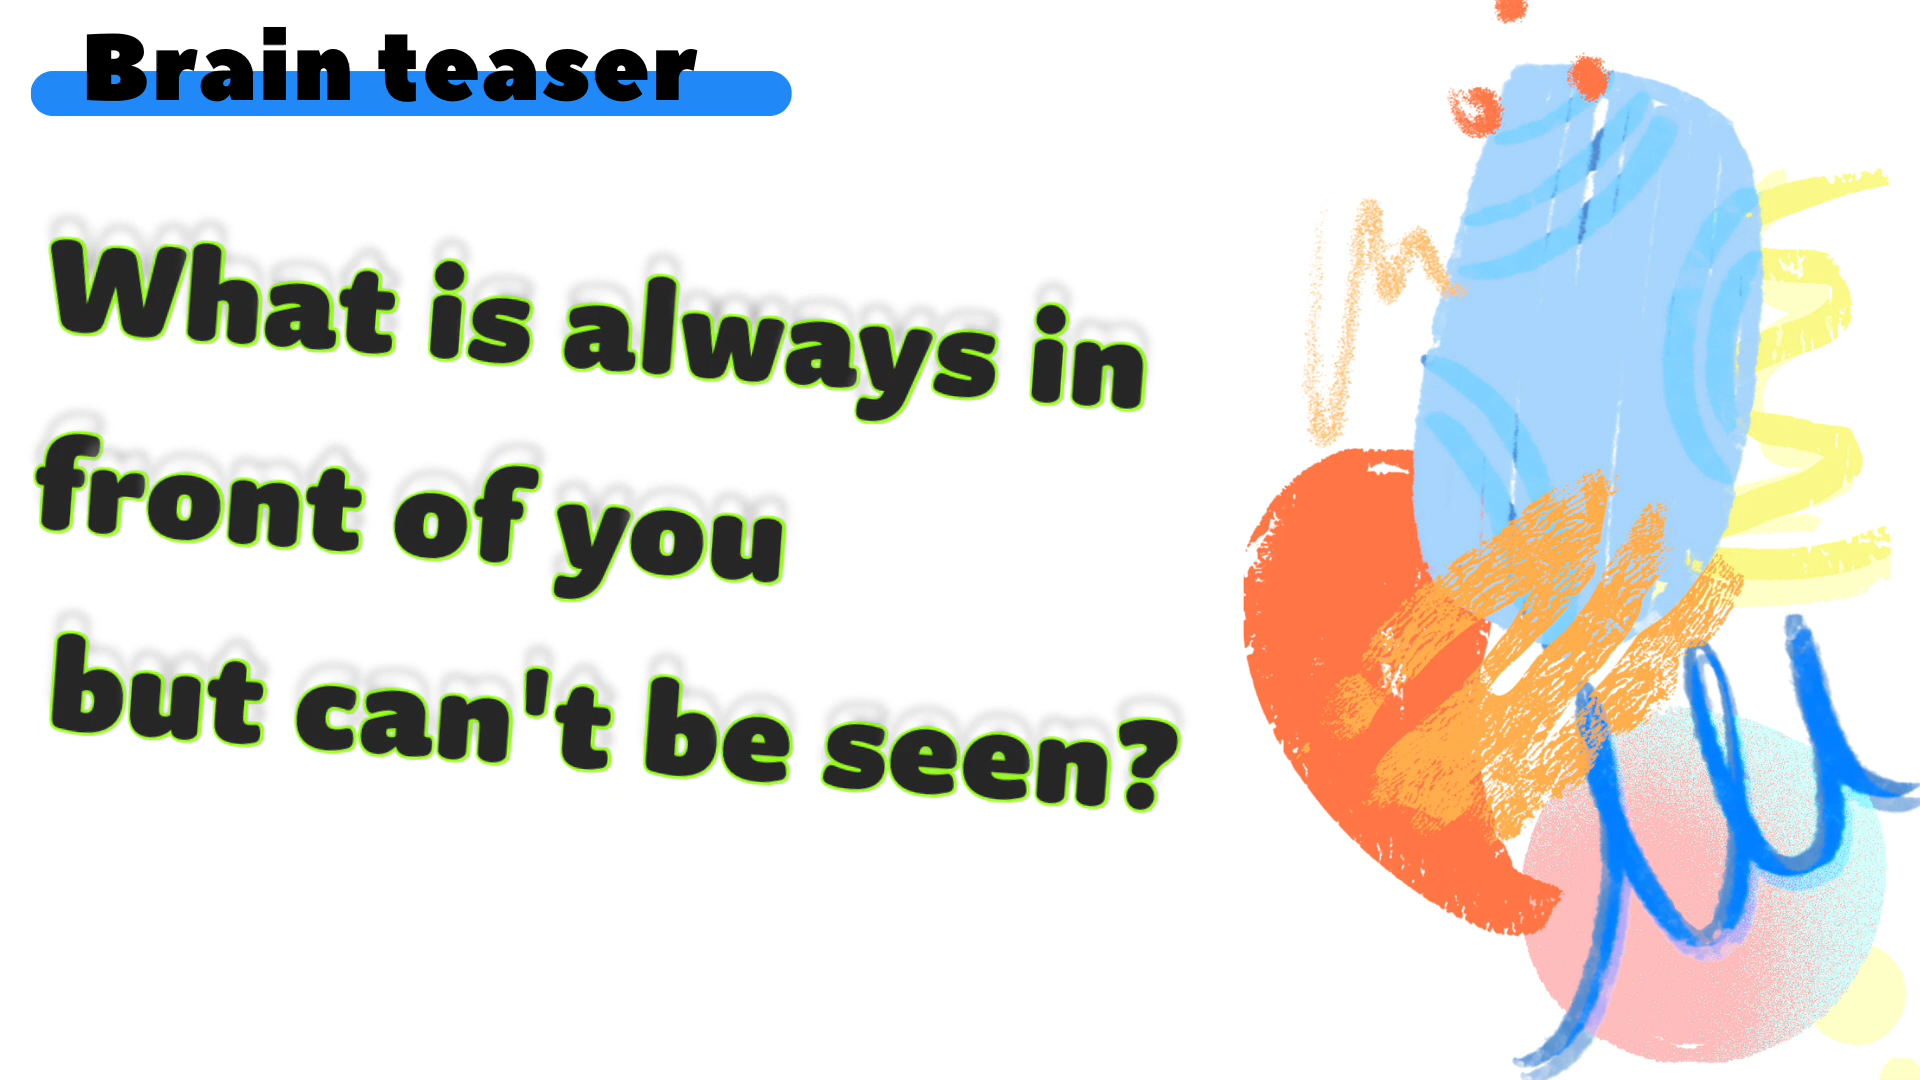 Brain teaser
What is always in
front of you
but can't be seen?